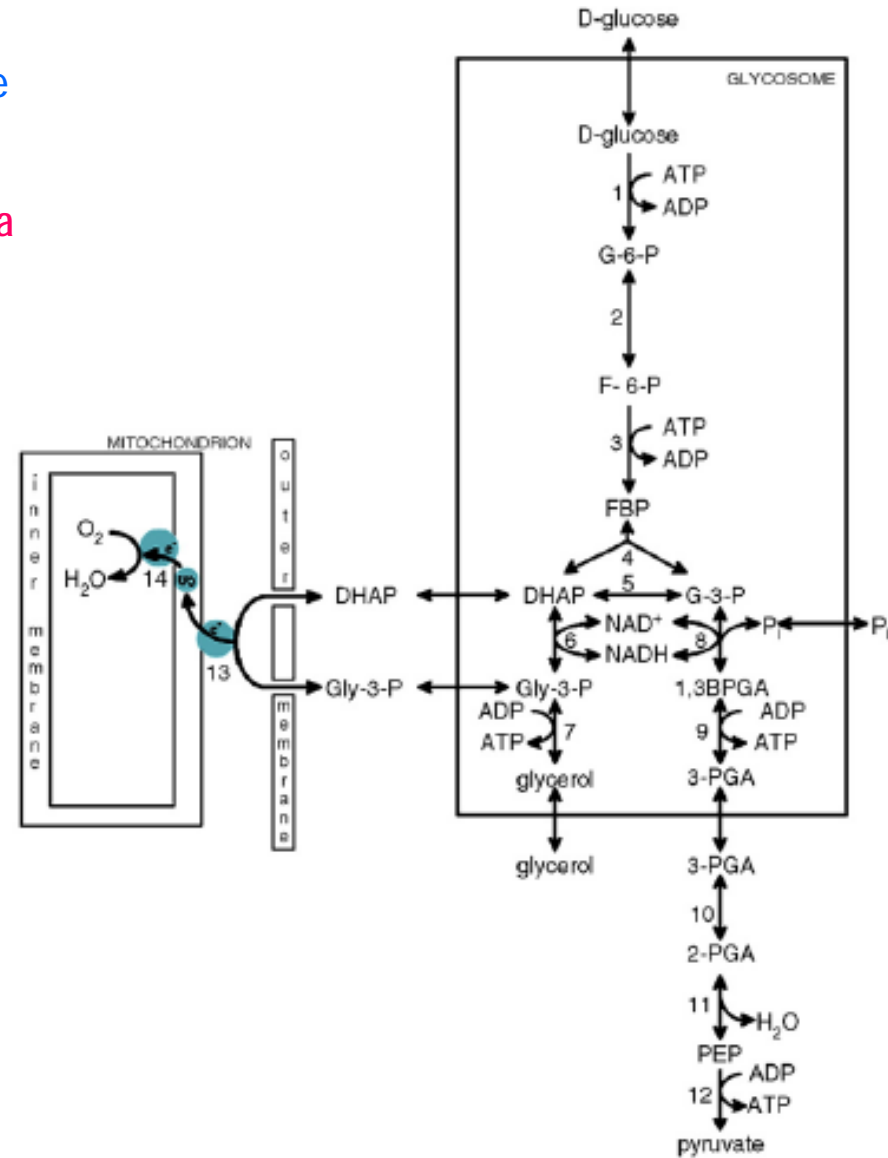 D-glucose
e
GLYCOSOME
D-glucose
ATP
1
ADP
a
G-6-P
2
F- 6-P
ATP
MITOCHONDRION
3
ADP
outer
inner
FBP
O₂
4
e⁻
14
H₂O
5
DHAP
DHAP
G-3-P
NAD⁺
Pᵢ
Pᵢ
e⁻
6
8
NADH
13
membrane
Gly-3-P
Gly-3-P
1,3BPGA
membrane
ADP
ADP
7
9
ATP
ATP
glycerol
3-PGA
glycerol
3-PGA
10
2-PGA
11
H₂O
PEP
ADP
12
ATP
pyruvate